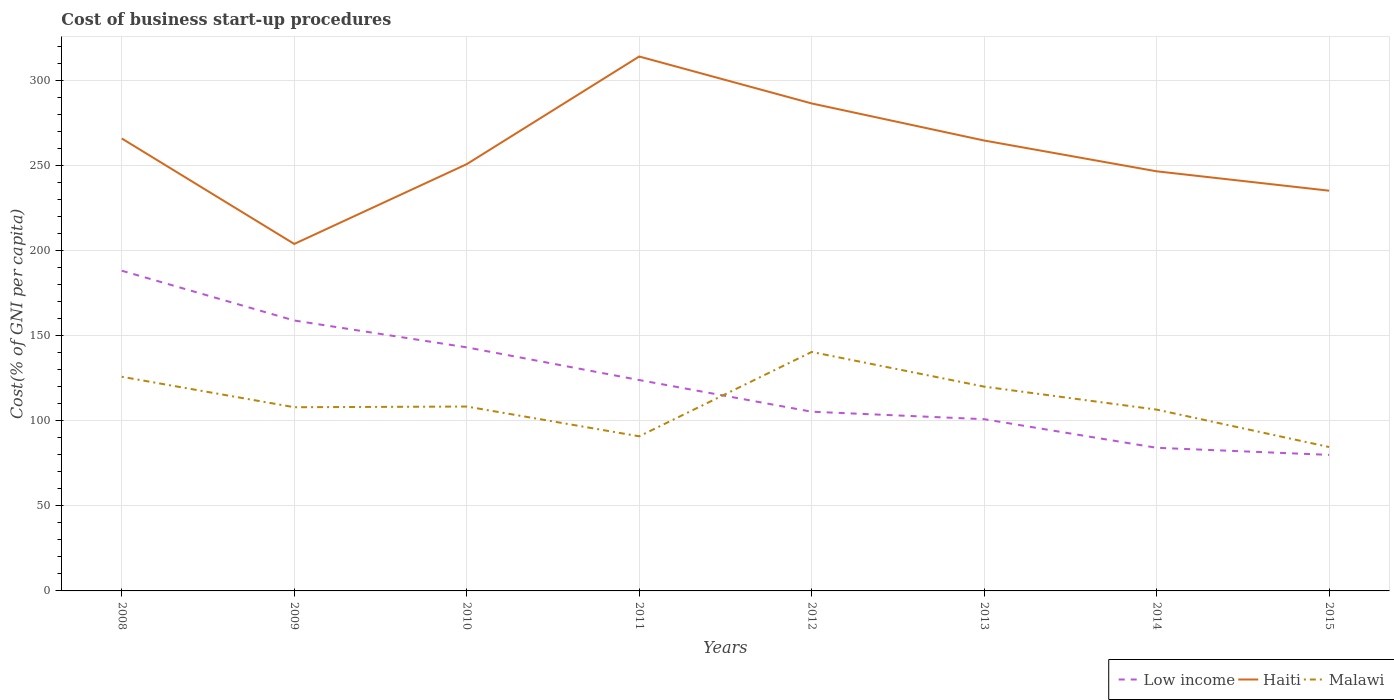 Cost of business start-up procedures
Cost(% of GNI per capita)
300
250
200
150
100
50
0
2008
2009
2010
2011
2012
2013
2014
2015
Years
Low income
Haiti
Malawi